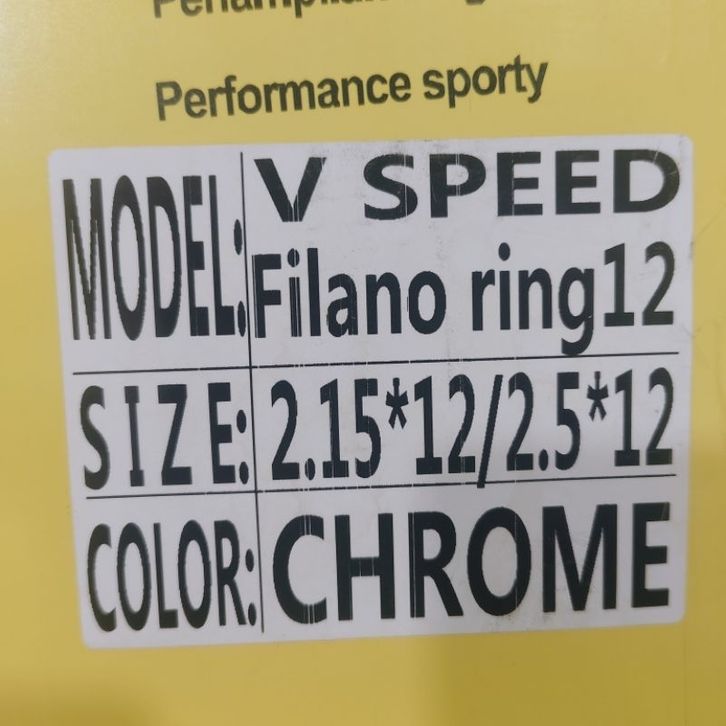 Performance sporty
MODEL: V SPEED
Filano ring12
SIZE: 2.15*12/2.5*12
COLOR: CHROME